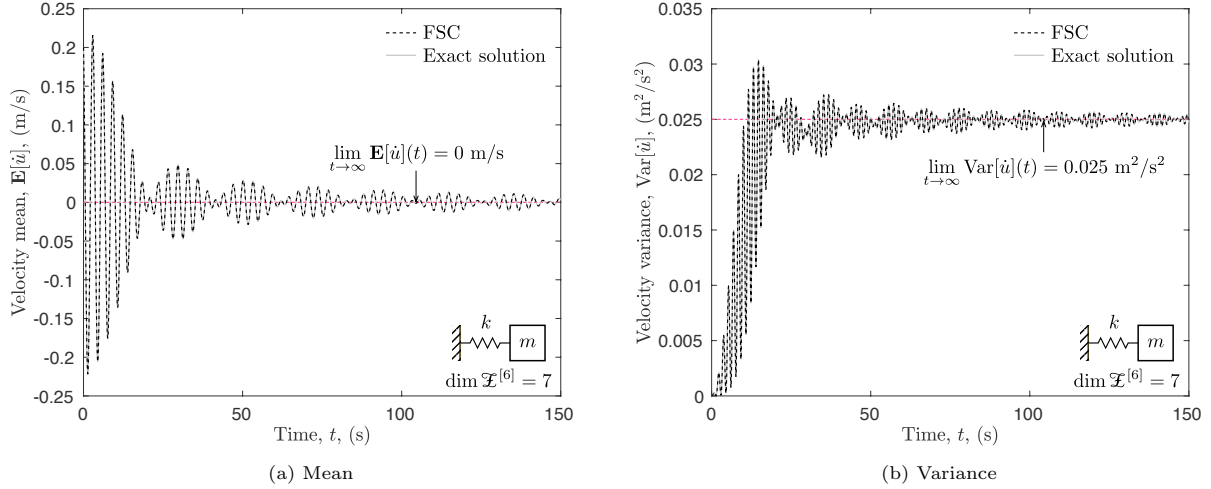 0.25
0.2
0.15
0.1
0.05
0
-0.05
-0.1
-0.15
-0.2
-0.25
Velocity mean, E[u̇], (m/s)
FSC
Exact solution
lim E[u̇](t) = 0 m/s
t→∞
k
m
dim 𝒵^[6] = 7
0 50 100 150
Time, t, (s)
(a) Mean
0.035
0.03
0.025
0.02
0.015
0.01
0.005
0
Velocity variance, Var[u̇], (m²/s²)
FSC
Exact solution
lim Var[u̇](t) = 0.025 m²/s²
t→∞
k
m
dim 𝒵^[6] = 7
0 50 100 150
Time, t, (s)
(b) Variance